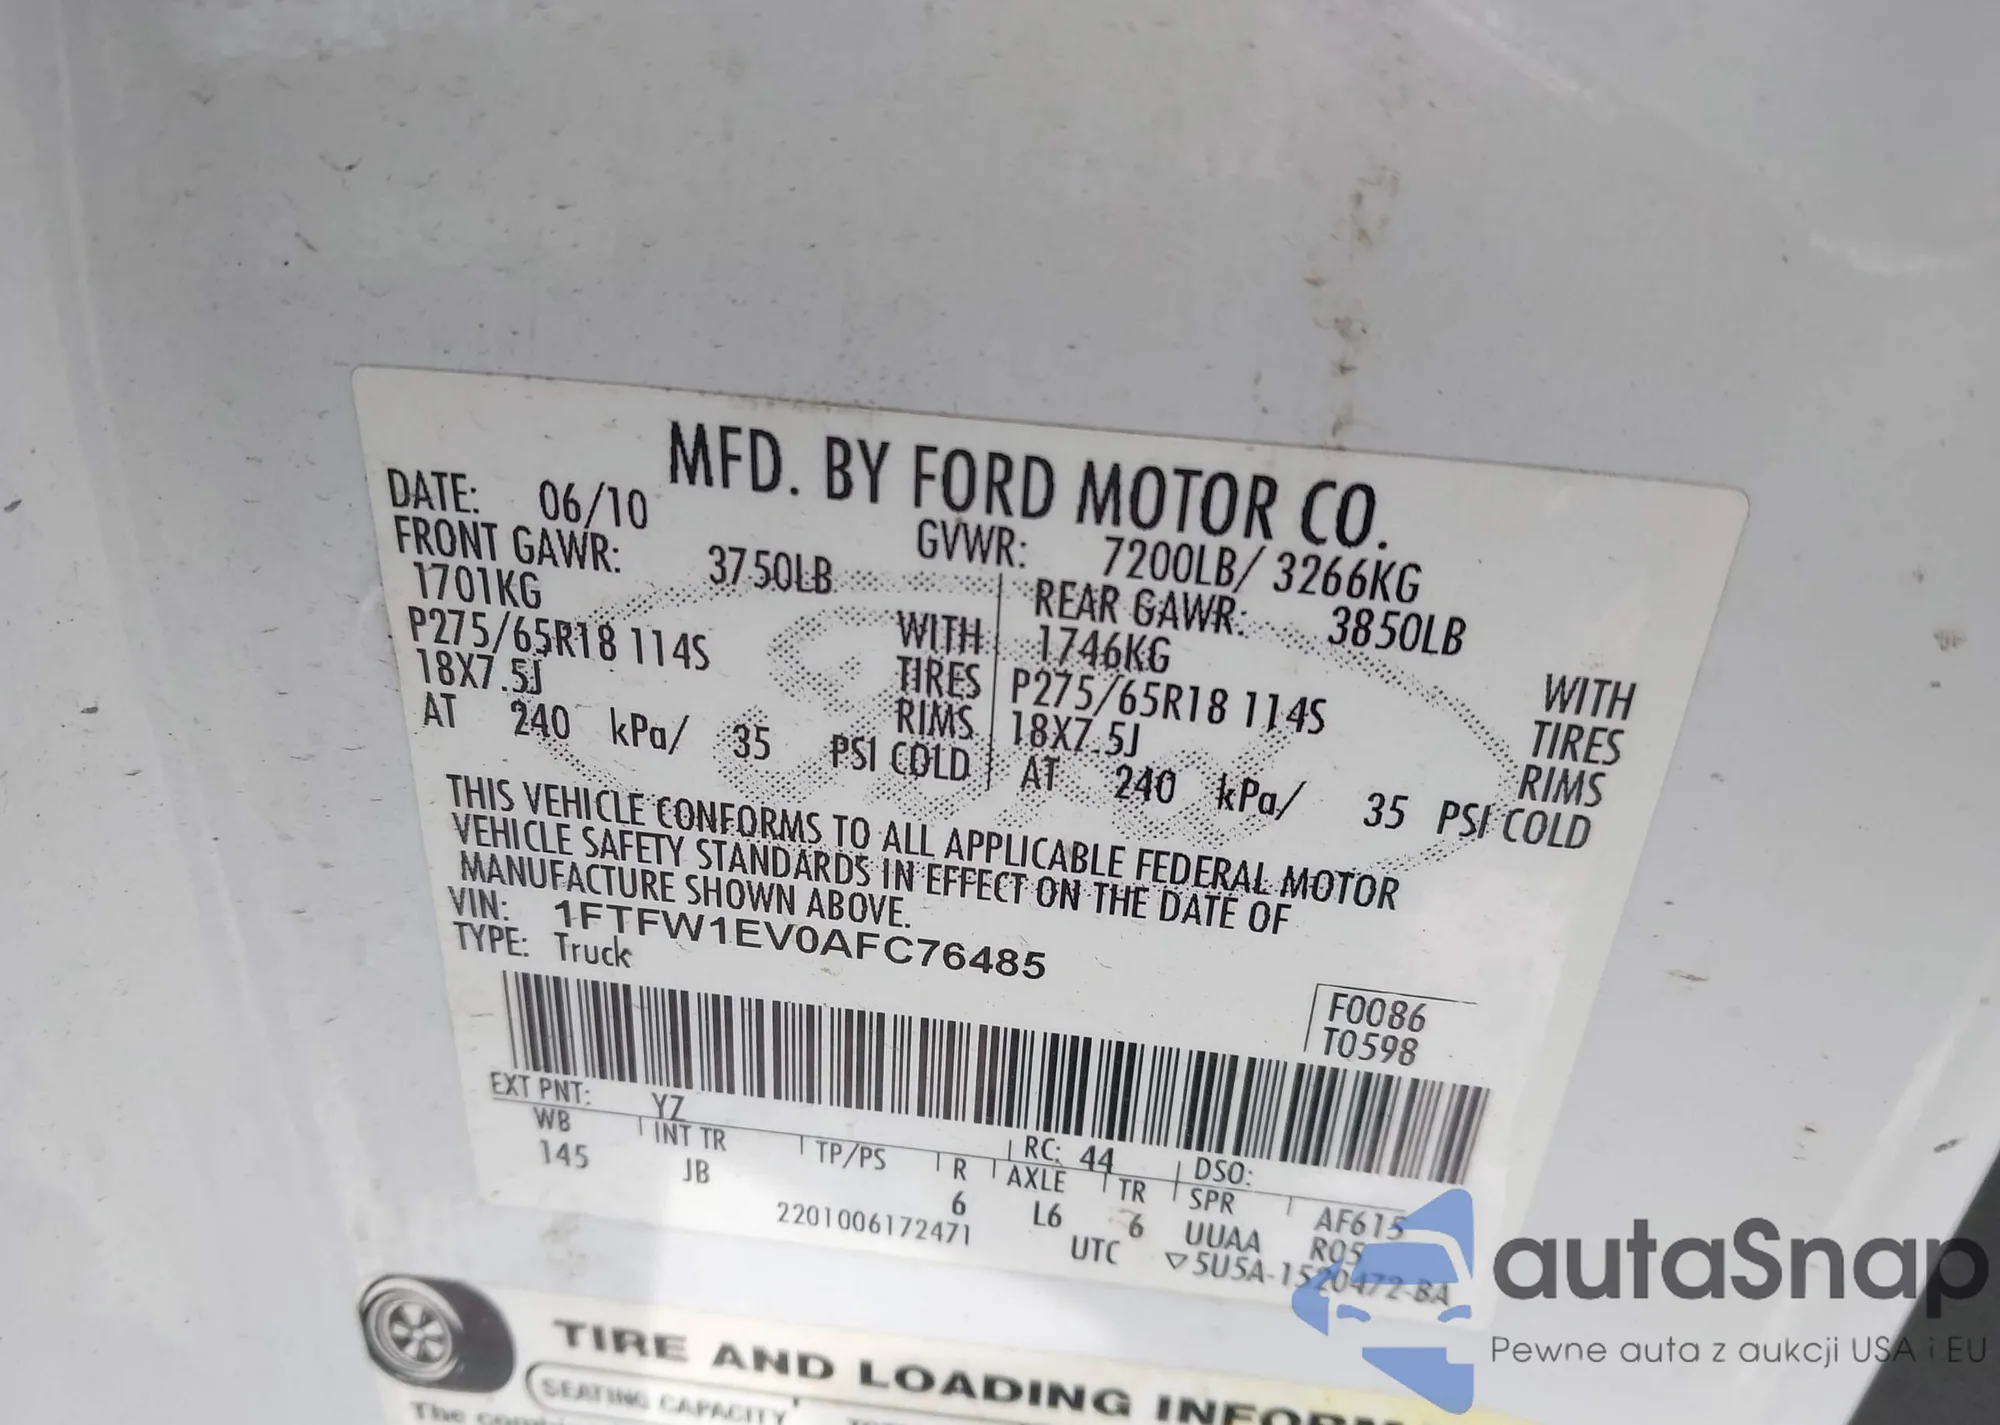 MFD. BY FORD MOTOR CO.
DATE: 06/10 GVWR: 7200LB/ 3266KG
FRONT GAWR: 3750LB REAR GAWR: 3850LB
1701KG WITH 1746KG WITH
P275/65R18 114S TIRES P275/65R18 114S TIRES
18X7.5J RIMS 18X7.5J RIMS
AT 240 kPa/ 35 PSI COLD AT 240 kPa/ 35 PSI COLD
THIS VEHICLE CONFORMS TO ALL APPLICABLE FEDERAL MOTOR
VEHICLE SAFETY STANDARDS IN EFFECT ON THE DATE OF
MANUFACTURE SHOWN ABOVE.
VIN: 1FTFW1EV0AFC76485
TYPE: Truck
F0086
T0598
EXT PNT: YZ RC: 44 DSO:
WB INT TR TP/PS R AXLE TR SPR AF615
145 JB 6 L6 6 UUAA R05
2201006172471 UTC ▽5U5A-1520472-BA
TIRE AND LOADING
SEATING CAPACITY
The
autaSnap
Pewne auta z aukcji USA i EU